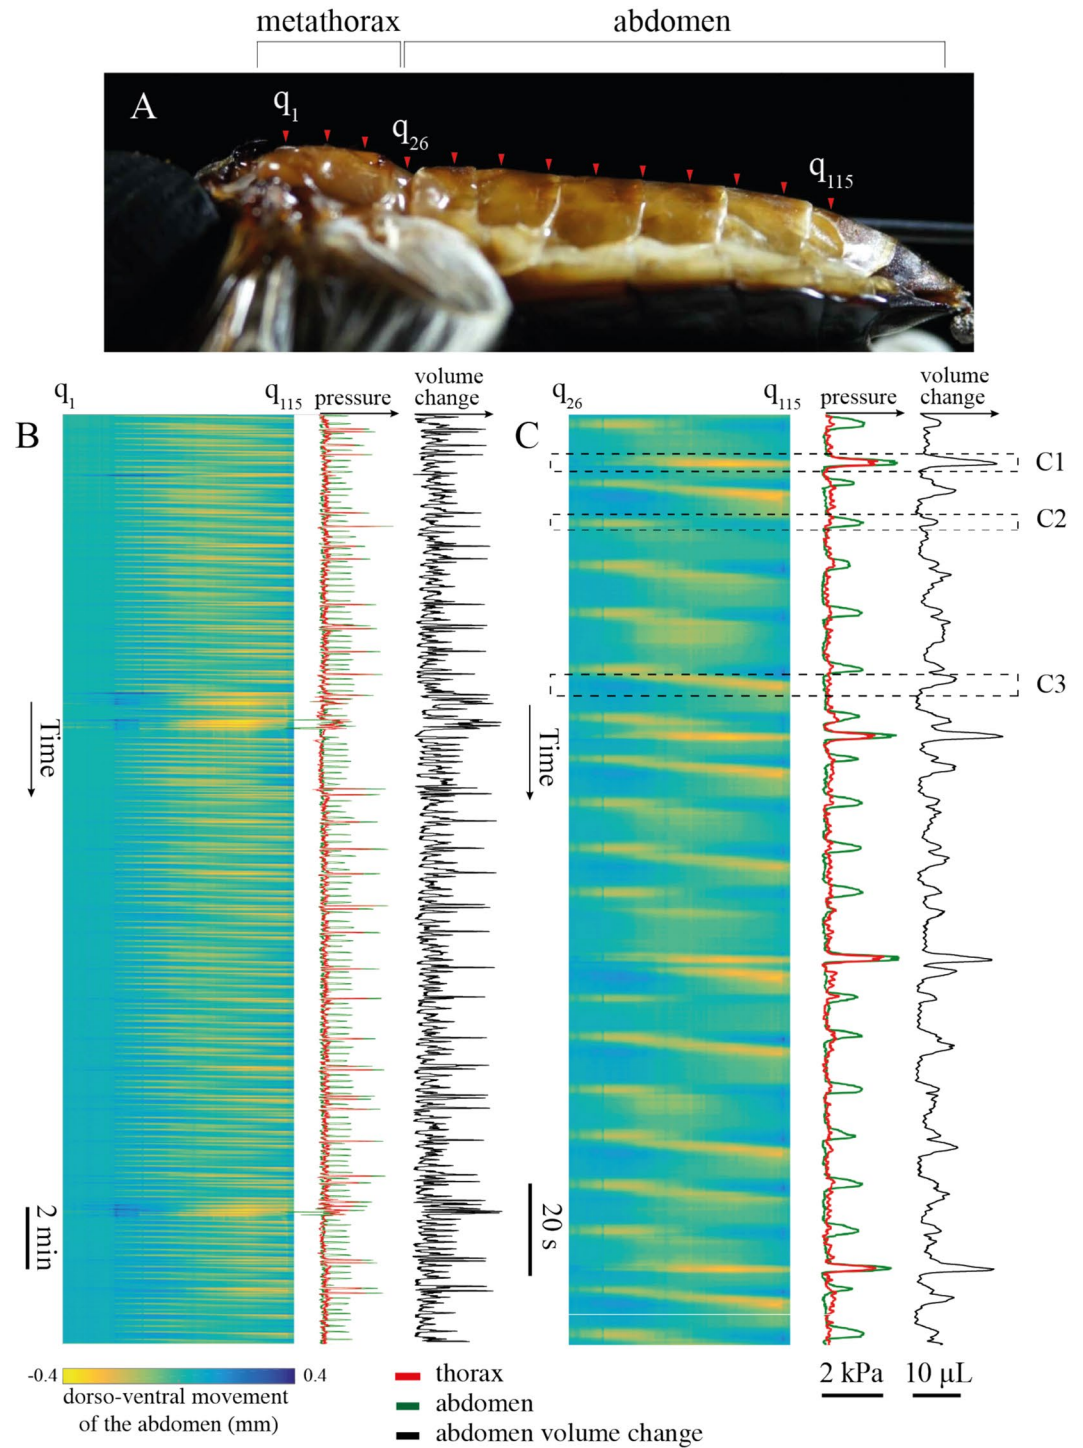 metathorax abdomen
A
q1
q26
q115
B
q1 q115 pressure volume change
C
q26 q115 pressure volume change
C1
C2
C3
Time
Time
2 min
20 s
-0.4 0.4
dorso-ventral movement
of the abdomen (mm)
thorax
abdomen
abdomen volume change
2 kPa 10 μL